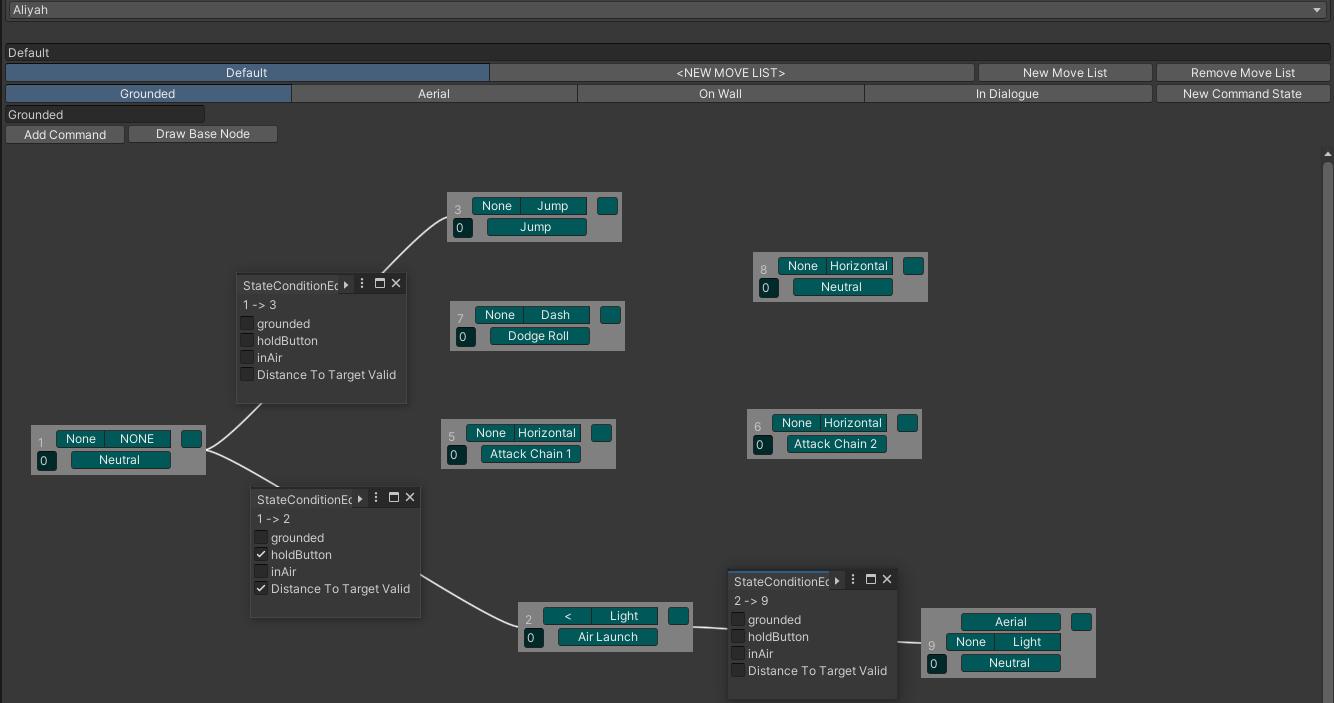 Aliyah
Default
Default <NEW MOVE LIST> New Move List Remove Move List
Grounded Aerial On Wall In Dialogue New Command State
Grounded
Add Command Draw Base Node
3 None Jump
0 Jump
8 None Horizontal
0 Neutral
StateConditionEd
1 -> 3
grounded
holdButton
inAir
Distance To Target Valid
7 None Dash
0 Dodge Roll
1 None NONE
0 Neutral
5 None Horizontal
0 Attack Chain 1
6 None Horizontal
0 Attack Chain 2
StateConditionEd
1 -> 2
grounded
holdButton
inAir
Distance To Target Valid
2 < Light
0 Air Launch
StateConditionEd
2 -> 9
grounded
holdButton
inAir
Distance To Target Valid
Aerial
9 None Light
0 Neutral